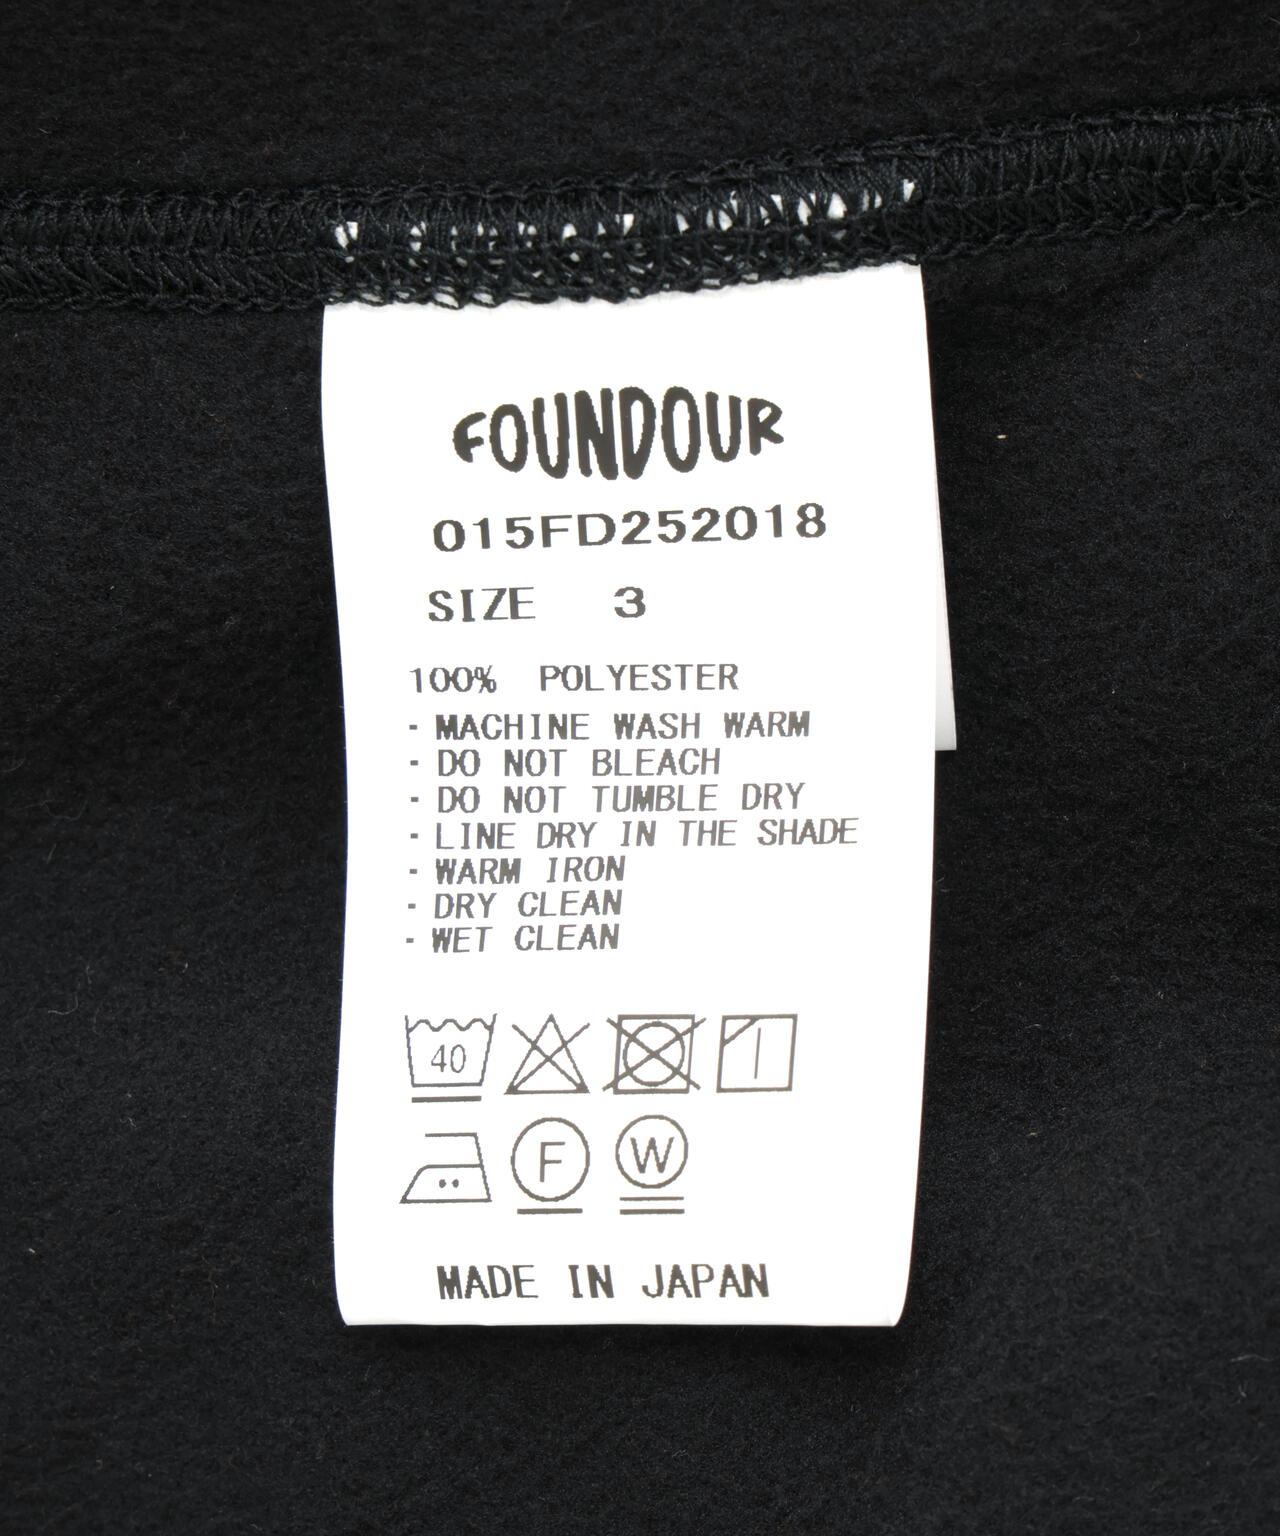 FOUNDOUR
015FD252018
SIZE 3
100% POLYESTER
- MACHINE WASH WARM
- DO NOT BLEACH
- DO NOT TUMBLE DRY
- LINE DRY IN THE SHADE
- WARM IRON
- DRY CLEAN
- WET CLEAN
40
F W
MADE IN JAPAN